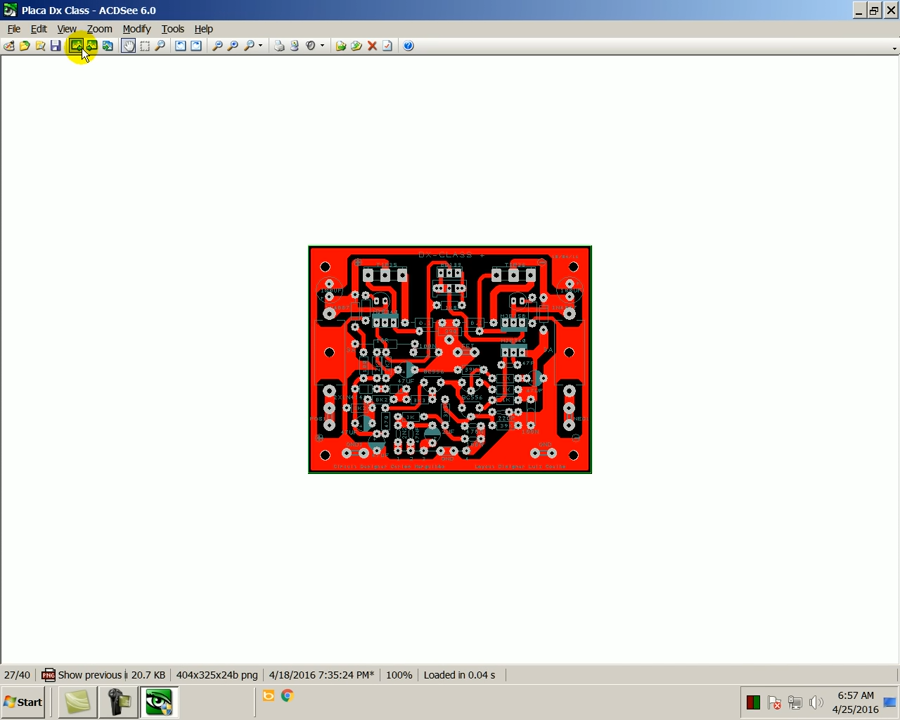 Placa Dx Class - ACDSee 6.0
File Edit View Zoom Modify Tools Help
DX-CLASS +
27/40 Show previous i 20.7 KB 404x325x24b png 4/18/2016 7:35:24 PM* 100% Loaded in 0.04 s
Start
6:57 AM
4/25/2016